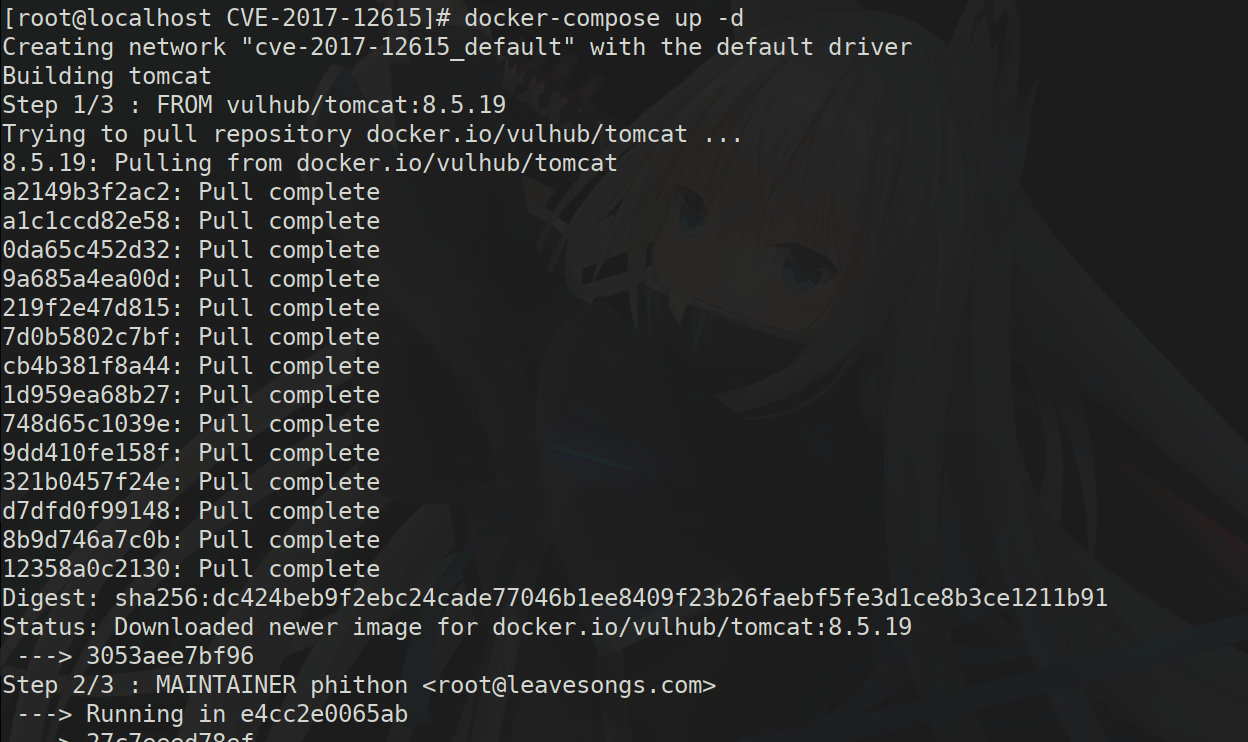 [root@localhost CVE-2017-12615]# docker-compose up -d
Creating network "cve-2017-12615_default" with the default driver
Building tomcat
Step 1/3 : FROM vulhub/tomcat:8.5.19
Trying to pull repository docker.io/vulhub/tomcat ...
8.5.19: Pulling from docker.io/vulhub/tomcat
a2149b3f2ac2: Pull complete
a1c1ccd82e58: Pull complete
0da65c452d32: Pull complete
9a685a4ea00d: Pull complete
219f2e47d815: Pull complete
7d0b5802c7bf: Pull complete
cb4b381f8a44: Pull complete
1d959ea68b27: Pull complete
748d65c1039e: Pull complete
9dd410fe158f: Pull complete
321b0457f24e: Pull complete
d7dfd0f99148: Pull complete
8b9d746a7c0b: Pull complete
12358a0c2130: Pull complete
Digest: sha256:dc424beb9f2ebc24cade77046b1ee8409f23b26faebf5fe3d1ce8b3ce1211b91
Status: Downloaded newer image for docker.io/vulhub/tomcat:8.5.19
 ---> 3053aee7bf96
Step 2/3 : MAINTAINER phithon <root@leavesongs.com>
 ---> Running in e4cc2e0065ab